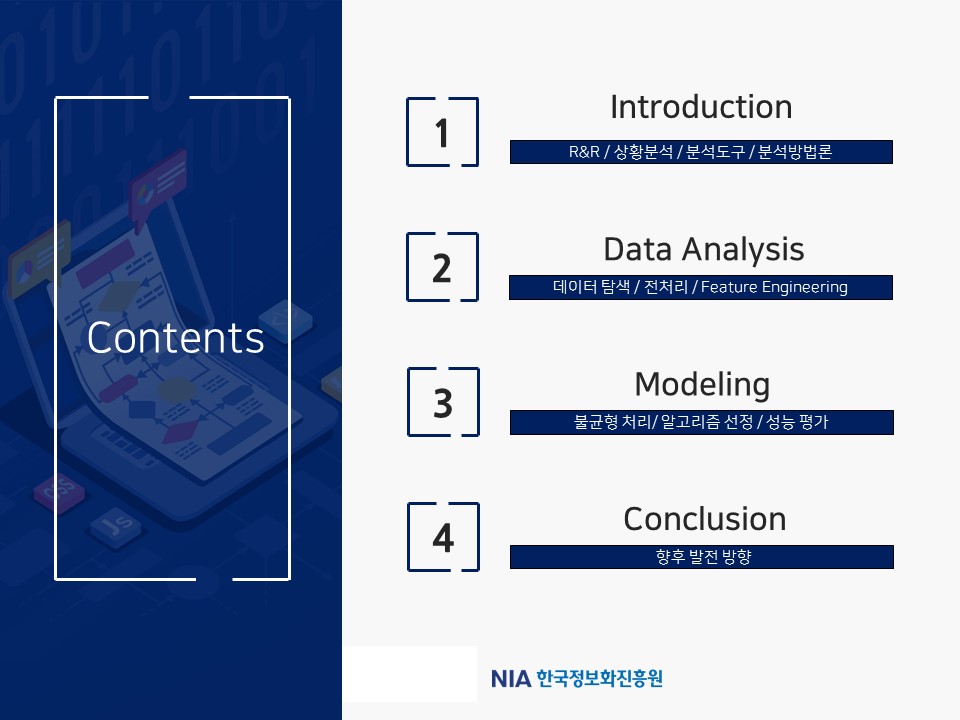 Contents
1
Introduction
R&R / 상황분석 / 분석도구 / 분석방법론
2
Data Analysis
데이터 탐색 / 전처리 / Feature Engineering
3
Modeling
불균형 처리/ 알고리즘 선정 / 성능 평가
4
Conclusion
향후 발전 방향
CSS
Js
NIA 한국정보화진흥원